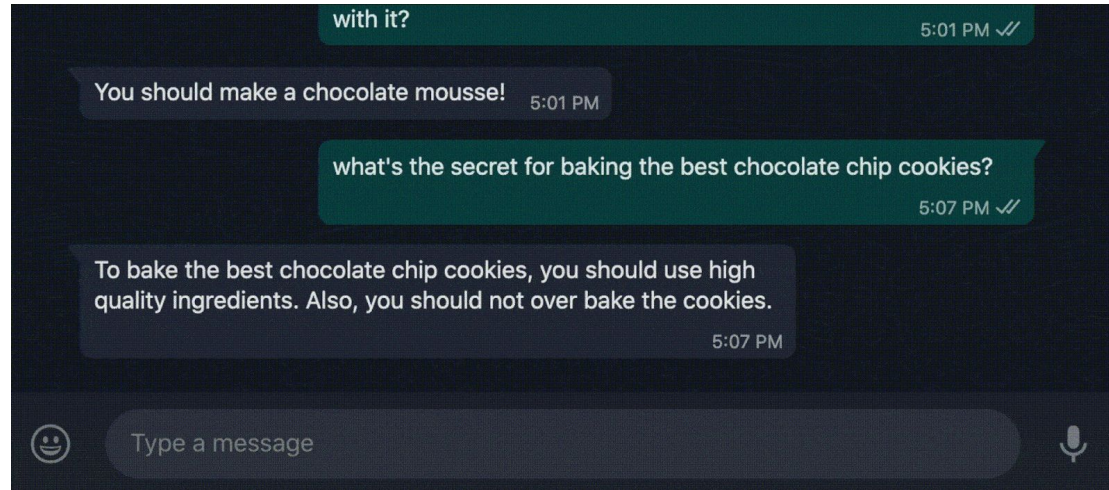 with it?
5:01 PM
You should make a chocolate mousse!
5:01 PM
what's the secret for baking the best chocolate chip cookies?
5:07 PM
To bake the best chocolate chip cookies, you should use high
quality ingredients. Also, you should not over bake the cookies.
5:07 PM
Type a message